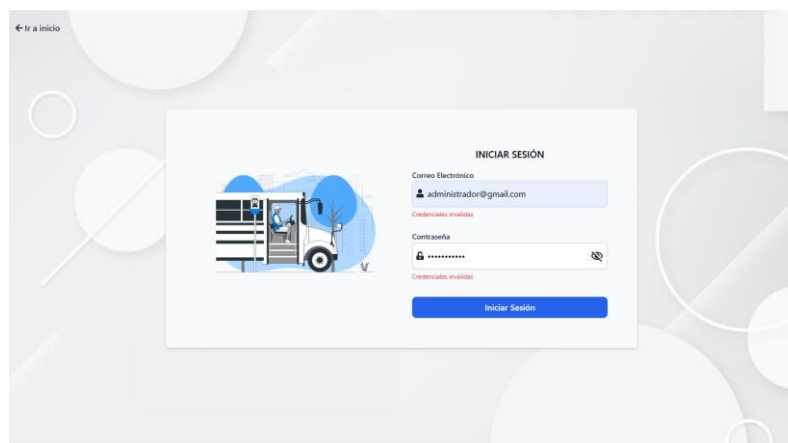 Ir a inicio
INICIAR SESIÓN
Correo Electrónico
administrador@gmail.com
Credenciales invalidas
Contraseña
•••••••••••
Credenciales invalidas
Iniciar Sesión